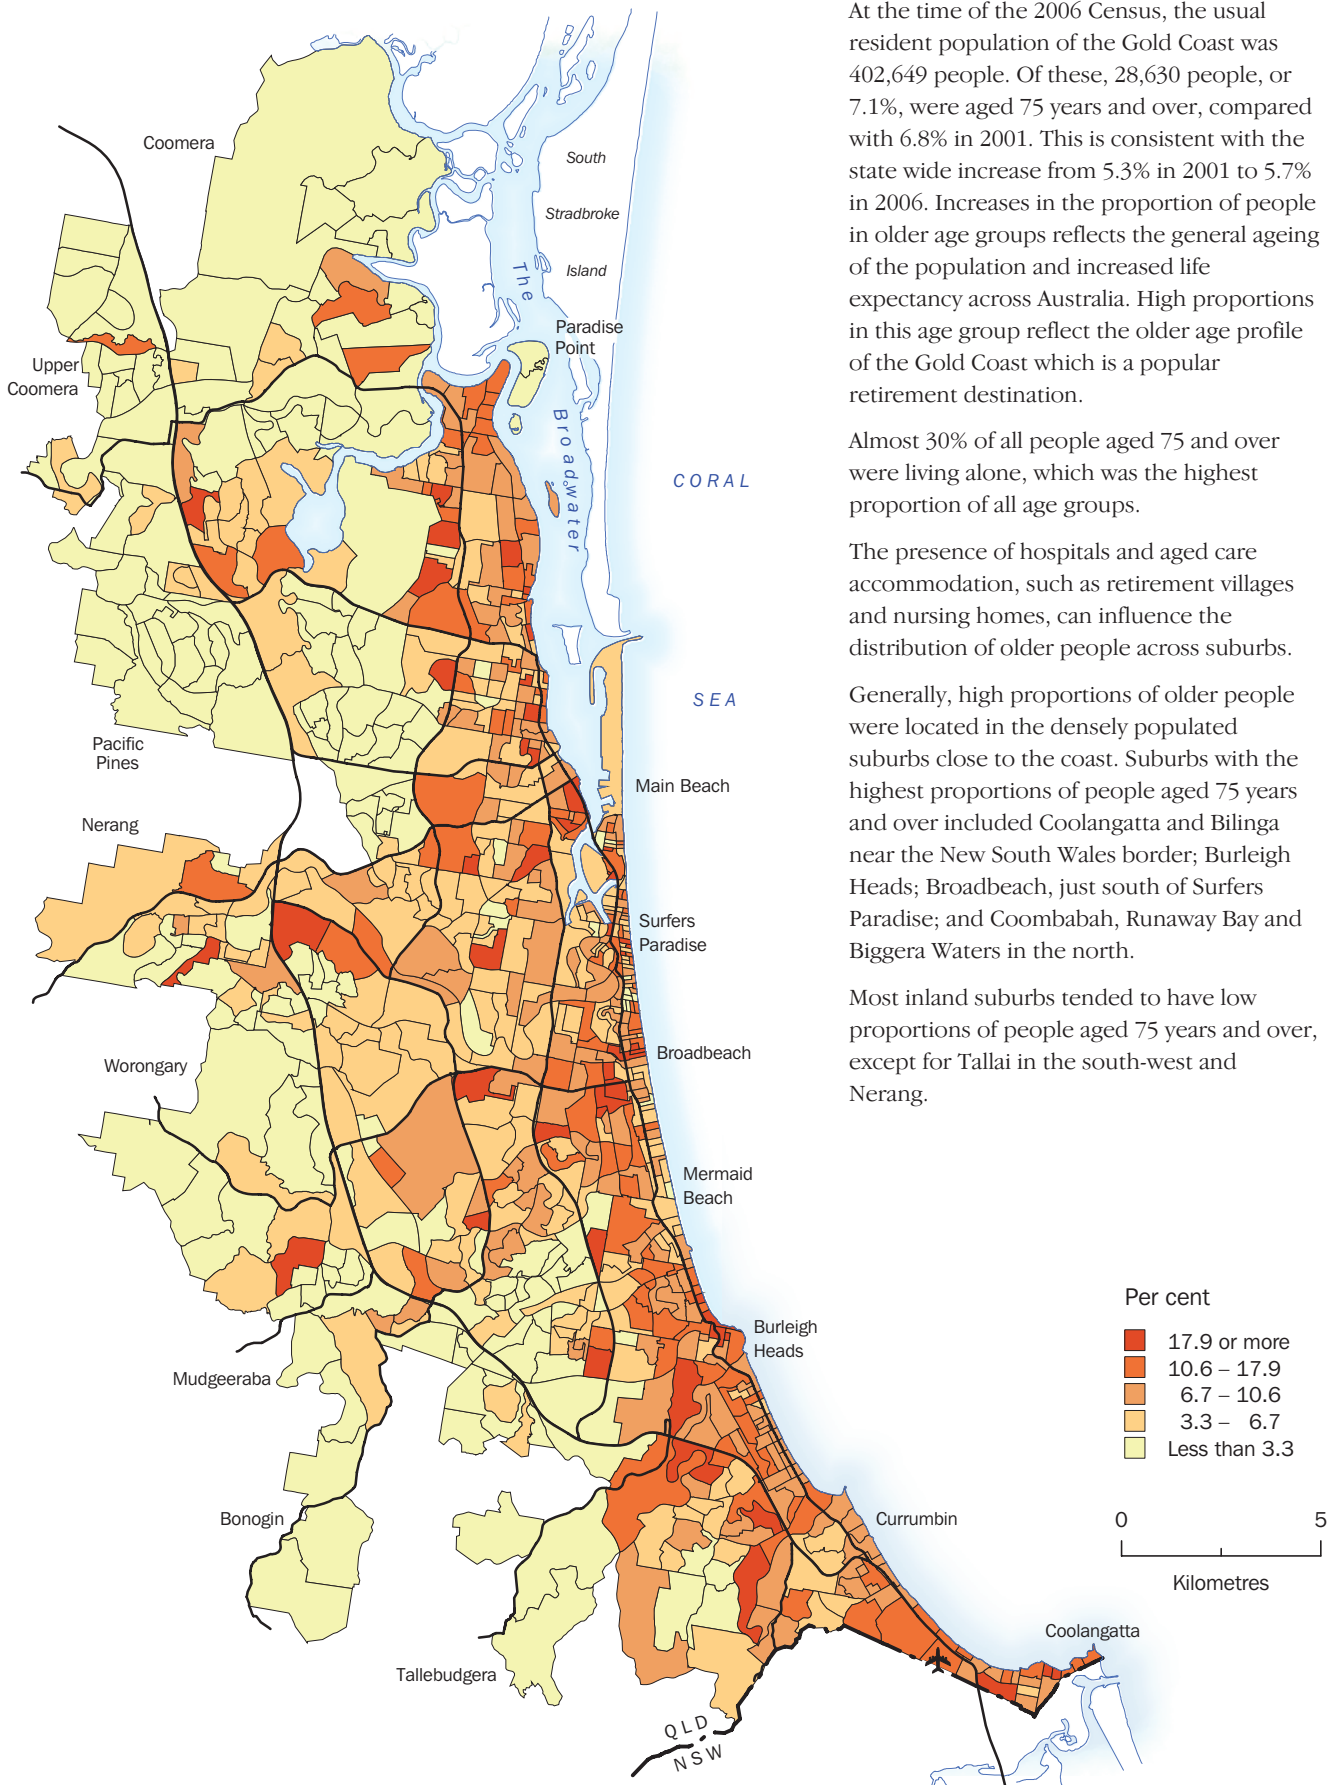 At the time of the 2006 Census, the usual
resident population of the Gold Coast was
402,649 people. Of these, 28,630 people, or
7.1%, were aged 75 years and over, compared
with 6.8% in 2001. This is consistent with the
state wide increase from 5.3% in 2001 to 5.7%
in 2006. Increases in the proportion of people
in older age groups reflects the general ageing
of the population and increased life
expectancy across Australia. High proportions
in this age group reflect the older age profile
of the Gold Coast which is a popular
retirement destination.
Almost 30% of all people aged 75 and over
were living alone, which was the highest
proportion of all age groups.
The presence of hospitals and aged care
accommodation, such as retirement villages
and nursing homes, can influence the
distribution of older people across suburbs.
Generally, high proportions of older people
were located in the densely populated
suburbs close to the coast. Suburbs with the
highest proportions of people aged 75 years
and over included Coolangatta and Bilinga
near the New South Wales border; Burleigh
Heads; Broadbeach, just south of Surfers
Paradise; and Coombabah, Runaway Bay and
Biggera Waters in the north.
Most inland suburbs tended to have low
proportions of people aged 75 years and over,
except for Tallai in the south-west and
Nerang.
Coomera
South
Stradbroke
Island
The
Broadwater
Paradise
Point
Upper
Coomera
CORAL
SEA
Pacific
Pines
Main Beach
Nerang
Surfers
Paradise
Broadbeach
Worongary
Mermaid
Beach
Burleigh
Heads
Mudgeeraba
Bonogin
Currumbin
Coolangatta
Tallebudgera
QLD
NSW
Per cent
17.9 or more
10.6 – 17.9
6.7 – 10.6
3.3 – 6.7
Less than 3.3
0 5
Kilometres